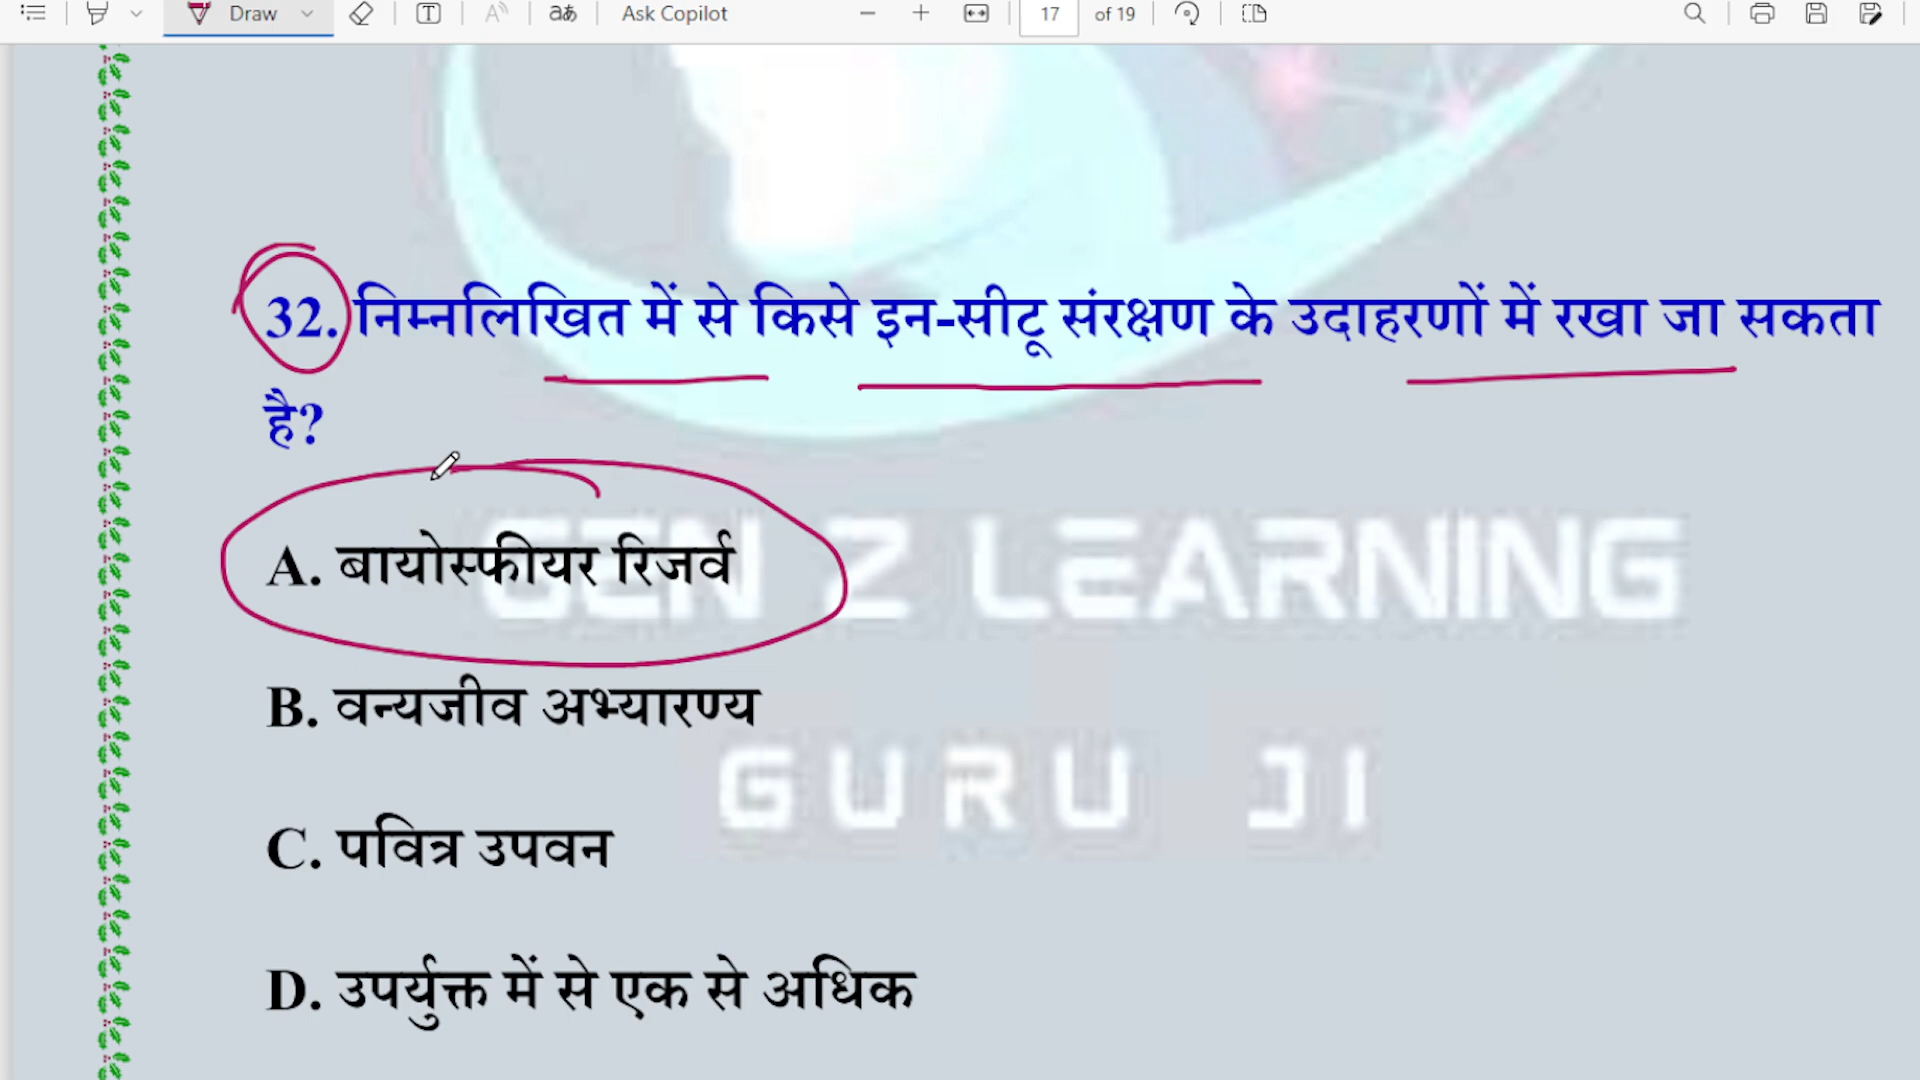 Draw
Ask Copilot
17 of 19
32. निम्नलिखित में से किसे इन-सीटू संरक्षण के उदाहरणों में रखा जा सकता
है?
A. बायोस्फीयर रिजर्व
B. वन्यजीव अभ्यारण्य
C. पवित्र उपवन
D. उपर्युक्त में से एक से अधिक
GEN Z LEARNING
GURU JI